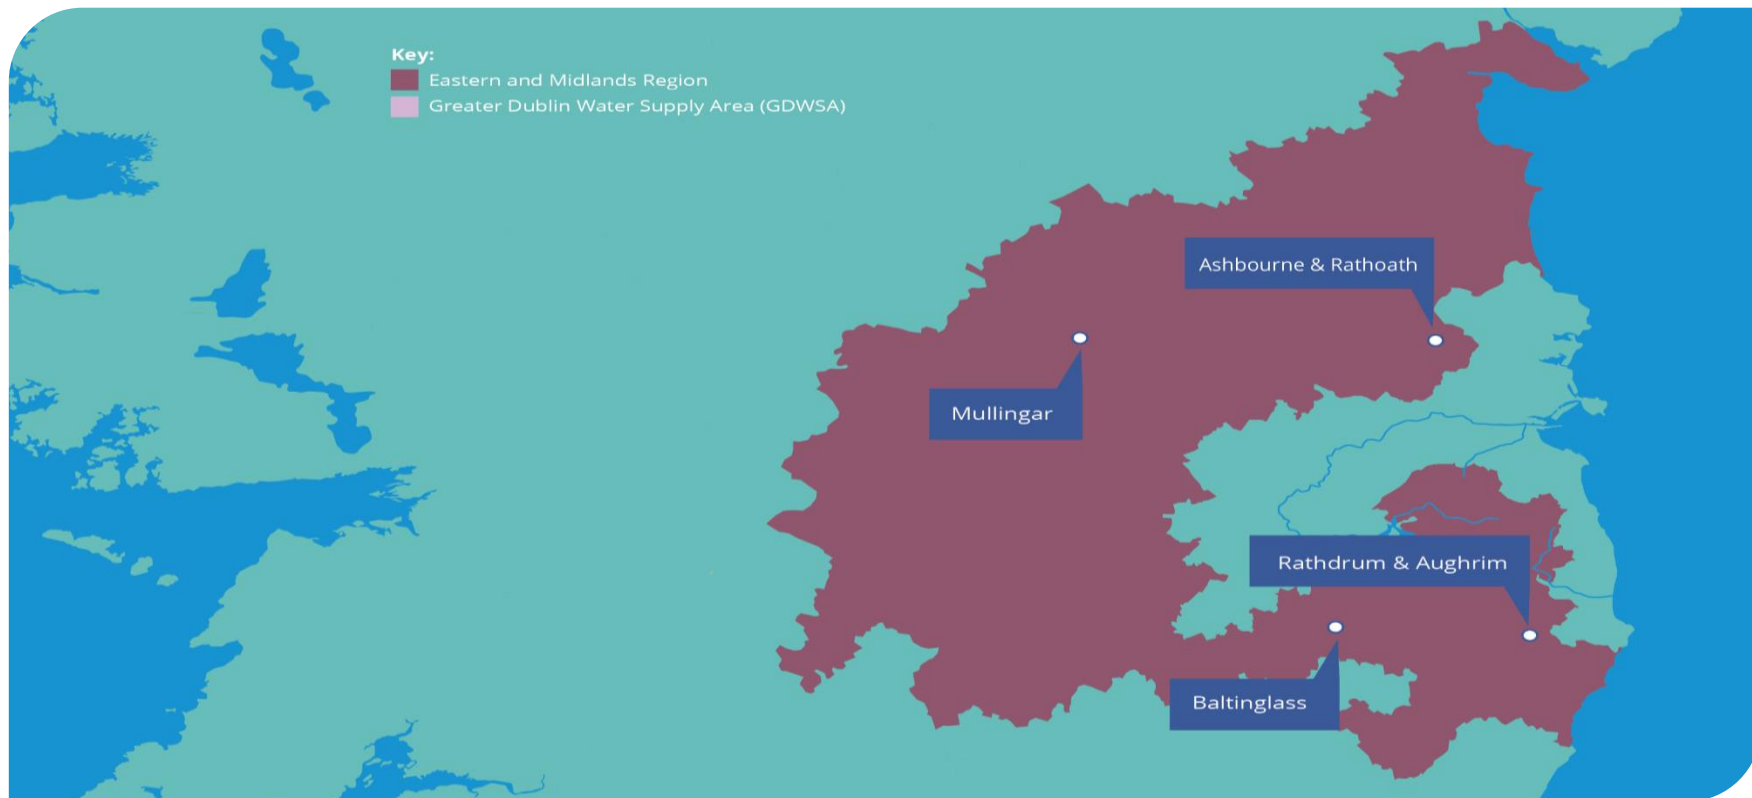 Key:
Eastern and Midlands Region
Greater Dublin Water Supply Area (GDWSA)
Ashbourne & Rathoath
Mullingar
Rathdrum & Aughrim
Baltinglass